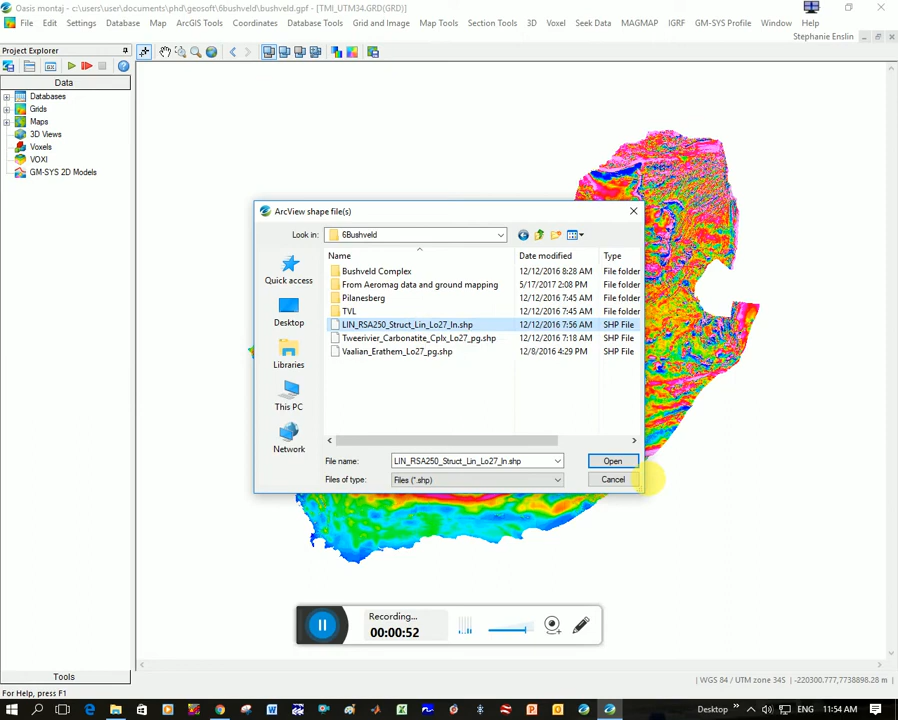 Oasis montaj - c:\users\user\documents\phd\geosoft\6bushveld\bushveld.gpf - [TMI_UTM34.GRD(GRD)]
File Edit Settings Database Map ArcGIS Tools Coordinates Database Tools Grid and Image Map Tools Section Tools 3D Voxel Seek Data MAGMAP IGRF GM-SYS Profile Window Help
Stephanie Enslin
Project Explorer
Data
Databases
Grids
Maps
3D Views
Voxels
VOXI
GM-SYS 2D Models
ArcView shape file(s)
Look in: 6Bushveld
Name Date modified Type
Bushveld Complex 12/12/2016 8:28 AM File folder
From Aeromag data and ground mapping 5/17/2017 2:08 PM File folder
Pilanesberg 12/12/2016 7:45 AM File folder
TVL 12/12/2016 7:45 AM File folder
LIN_RSA250_Struct_Lin_Lo27_ln.shp 12/12/2016 7:56 AM SHP File
Tweerivier_Carbonatite_Cplx_Lo27_pg.shp 12/12/2016 7:18 AM SHP File
Vaalian_Erathem_Lo27_pg.shp 12/8/2016 4:29 PM SHP File
Quick access
Desktop
Libraries
This PC
Network
File name: LIN_RSA250_Struct_Lin_Lo27_ln.shp Open
Files of type: Files (*.shp) Cancel
Recording...
00:00:52
Tools
WGS 84 / UTM zone 34S -220300.777,7738898.28 m
For Help, press F1
Desktop ENG 11:54 AM